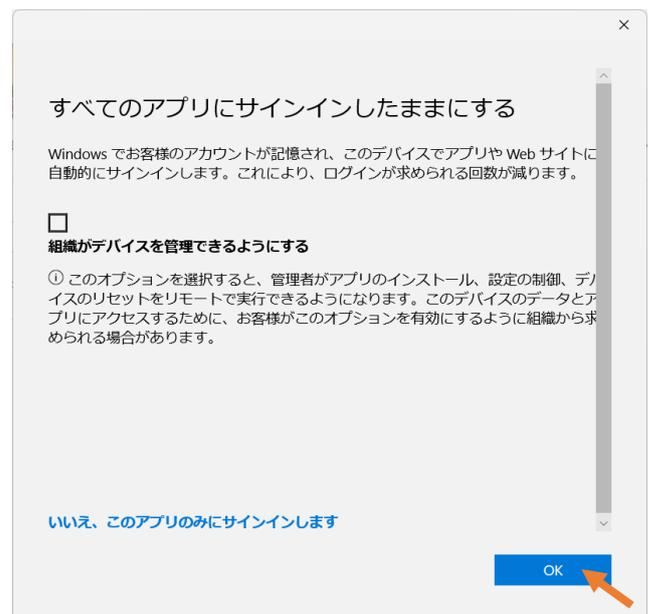 すべてのアプリにサインインしたままにする
Windows でお客様のアカウントが記憶され、このデバイスでアプリや Web サイトに
自動的にサインインします。これにより、ログインが求められる回数が減ります。
組織がデバイスを管理できるようにする
このオプションを選択すると、管理者がアプリのインストール、設定の制御、デバ
イスのリセットをリモートで実行できるようになります。このデバイスのデータとア
プリにアクセスするために、お客様がこのオプションを有効にするように組織から求
められる場合があります。
いいえ、このアプリのみにサインインします
OK